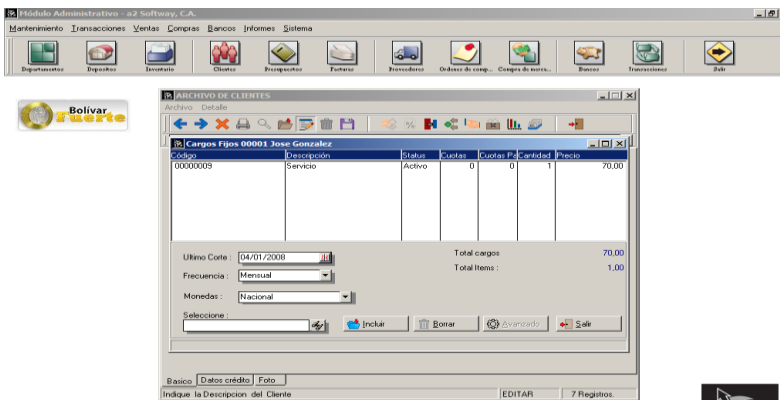 Módulo Administrativo - a2 Softway, C.A.
Mantenimiento Transacciones Ventas Compras Bancos Informes Sistema
Departamentos Depositos Inventario Clientes Presupuestos Facturas Proveedores Ordenes de comp... Compra de merca... Bancos Transacciones Salir
Bolívar
Fuerte
ARCHIVO DE CLIENTES
Archivo Detalle
Cargos Fijos 00001 Jose Gonzalez
Código Descripción Status Cuotas Cuotas Pa Cantidad Precio
00000009 Servicio Activo 0 0 1 70,00
Ultimo Corte : 04/01/2008 Total cargos 70,00
Frecuencia : Mensual Total Items : 1,00
Monedas : Nacional
Seleccione :
Incluir Borrar Avanzado Salir
Basico Datos crédito Foto
Indique la Descripcion del Cliente EDITAR 7 Registros.